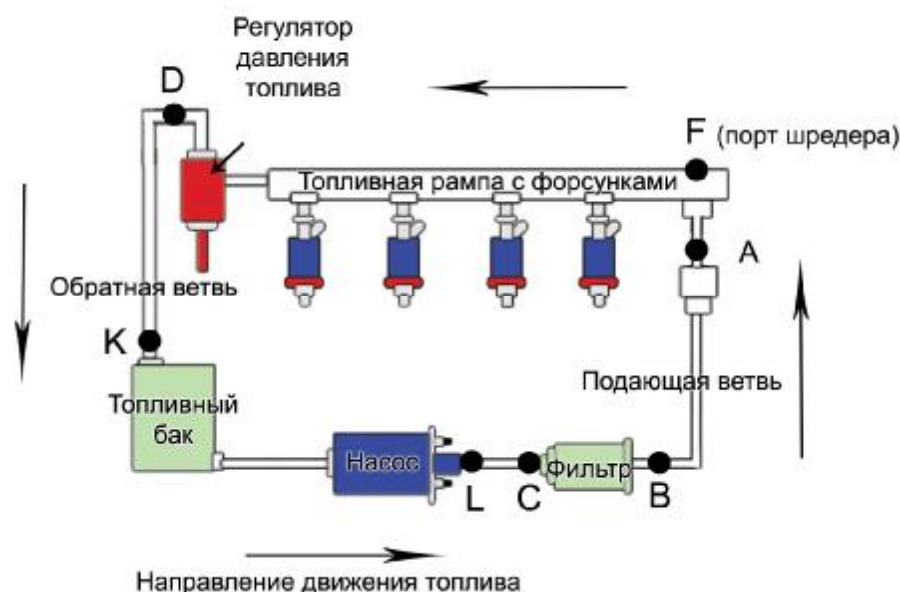 Регулятор
давления
топлива
D
F (порт шредера)
Топливная рампа с форсунками
A
Обратная ветвь
K
Подающая ветвь
Топливный
бак
Насос
Фильтр
L
C
B
Направление движения топлива